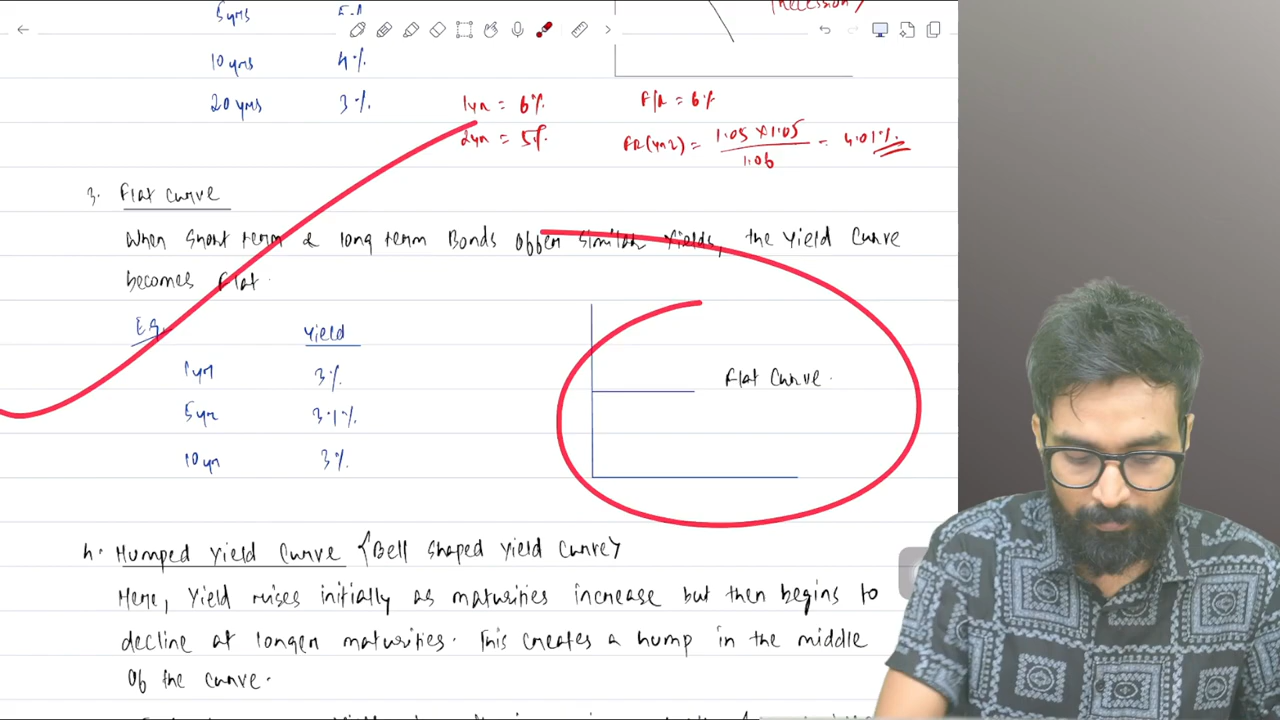 5yrs 5.1
(recession)
10 yrs 4%
20 yrs 3%
1yr = 6% F/R = 6%
2yr = 5% FR(yr2) = 1.05 x 1.05 / 1.06 = 4.01%
3. Flat Curve
When short term & long term Bonds offer similar yields, the yield Curve
becomes flat.
Eg. Yield
1yr 3%
5yr 3.1%
10yr 3%
Flat Curve.
4. Humped Yield Curve {Bell Shaped Yield Curve}
Here, Yield raises initially as maturities increase but then begins to
decline at longer maturities. This creates a hump in the middle
of the curve.